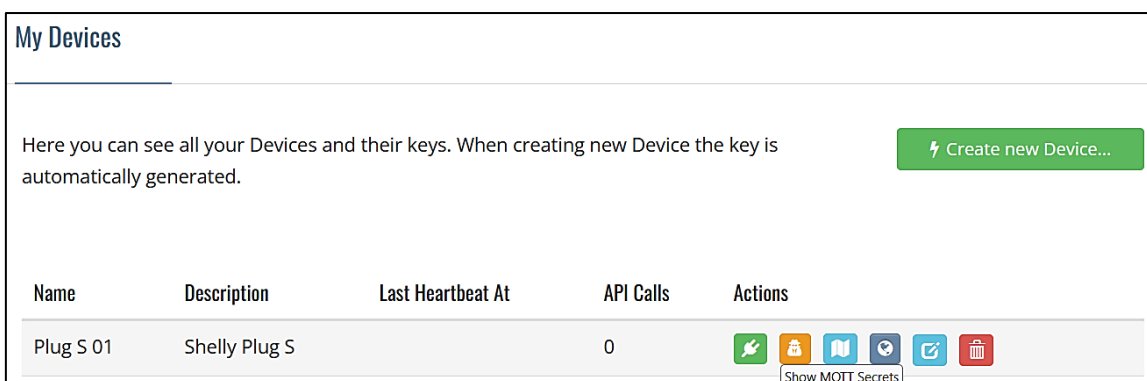 My Devices
Here you can see all your Devices and their keys. When creating new Device the key is
automatically generated.
Create new Device...
Name Description Last Heartbeat At API Calls Actions
Plug S 01 Shelly Plug S 0
Show MQTT Secrets